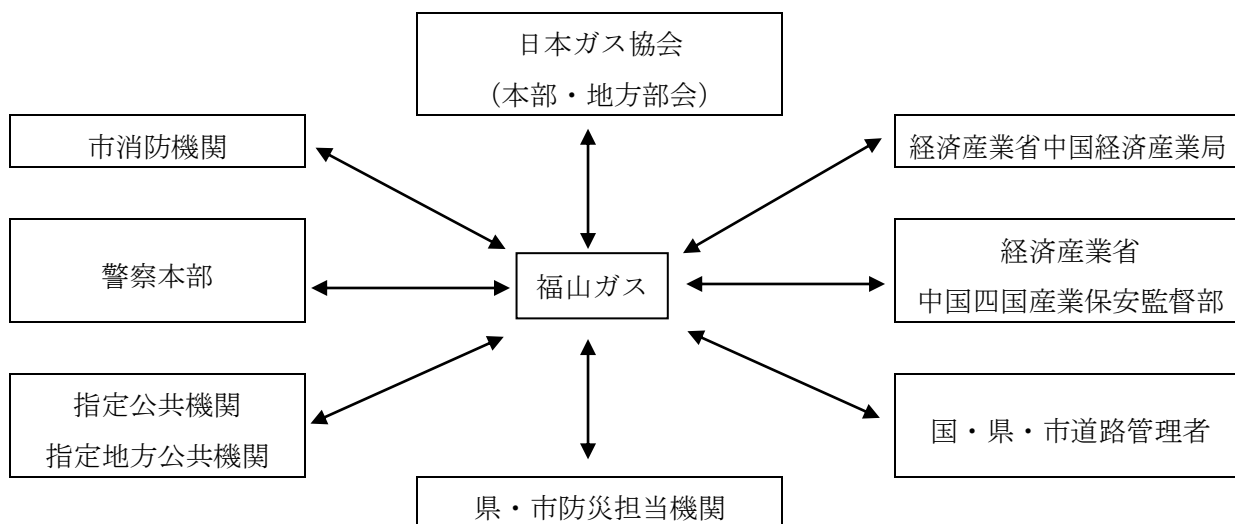 日本ガス協会
（本部・地方部会）
市消防機関
経済産業省中国経済産業局
警察本部
福山ガス
経済産業省
中国四国産業保安監督部
指定公共機関
指定地方公共機関
国・県・市道路管理者
県・市防災担当機関